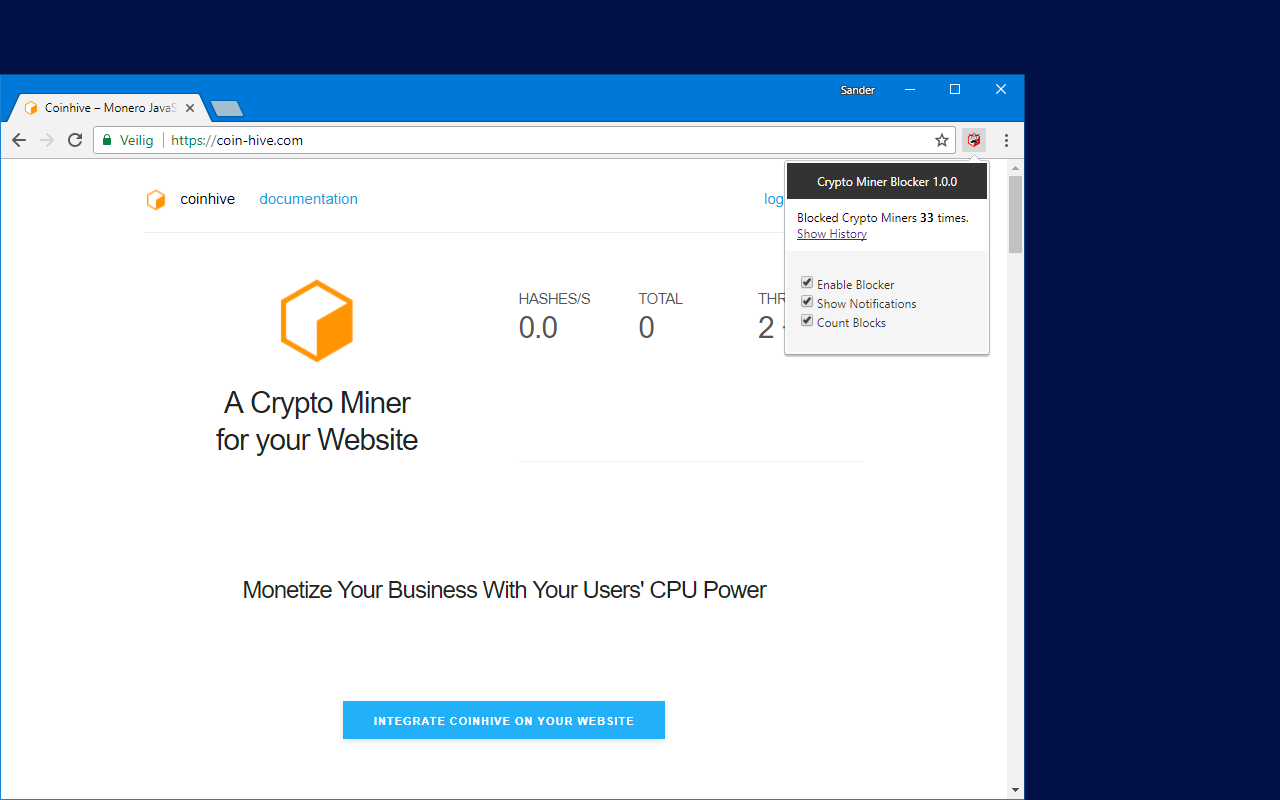 Sander
Coinhive – Monero JavaS
Veilig https://coin-hive.com
coinhive documentation log
Crypto Miner Blocker 1.0.0
Blocked Crypto Miners 33 times.
Show History
Enable Blocker
Show Notifications
Count Blocks
HASHES/S TOTAL THR
0.0 0 2
A Crypto Miner
for your Website
Monetize Your Business With Your Users' CPU Power
INTEGRATE COINHIVE ON YOUR WEBSITE